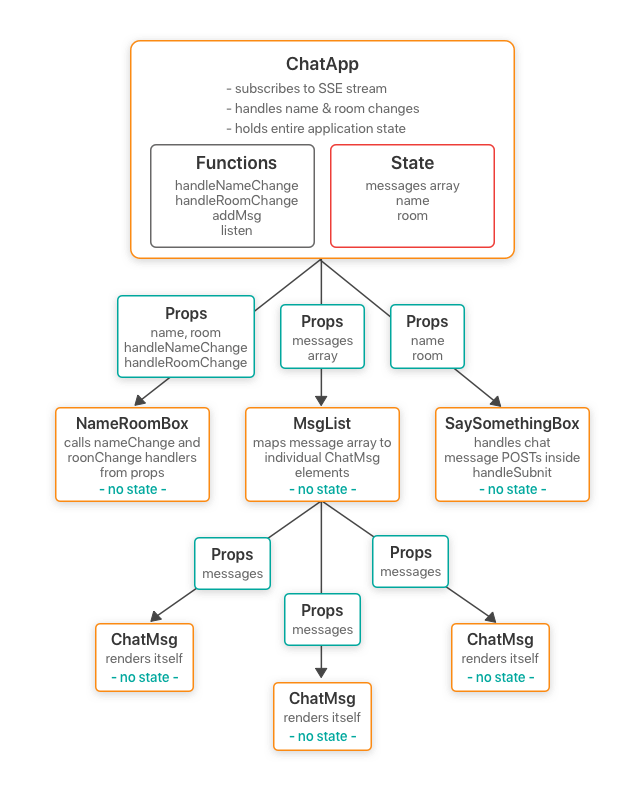 ChatApp
- subscribes to SSE stream
- handles name & room changes
- holds entire application state
Functions
handleNameChange
handleRoomChange
addMsg
listen
State
messages array
name
room
Props
name, room
handleNameChange
handleRoomChange
Props
messages
array
Props
name
room
NameRoomBox
calls nameChange and
roonChange handlers
from props
- no state -
MsgList
maps message array to
individual ChatMsg
elements
- no state -
SaySomethingBox
handles chat
message POSTs inside
handleSubnit
- no state -
Props
messages
Props
messages
Props
messages
ChatMsg
renders itself
- no state -
ChatMsg
renders itself
- no state -
ChatMsg
renders itself
- no state -